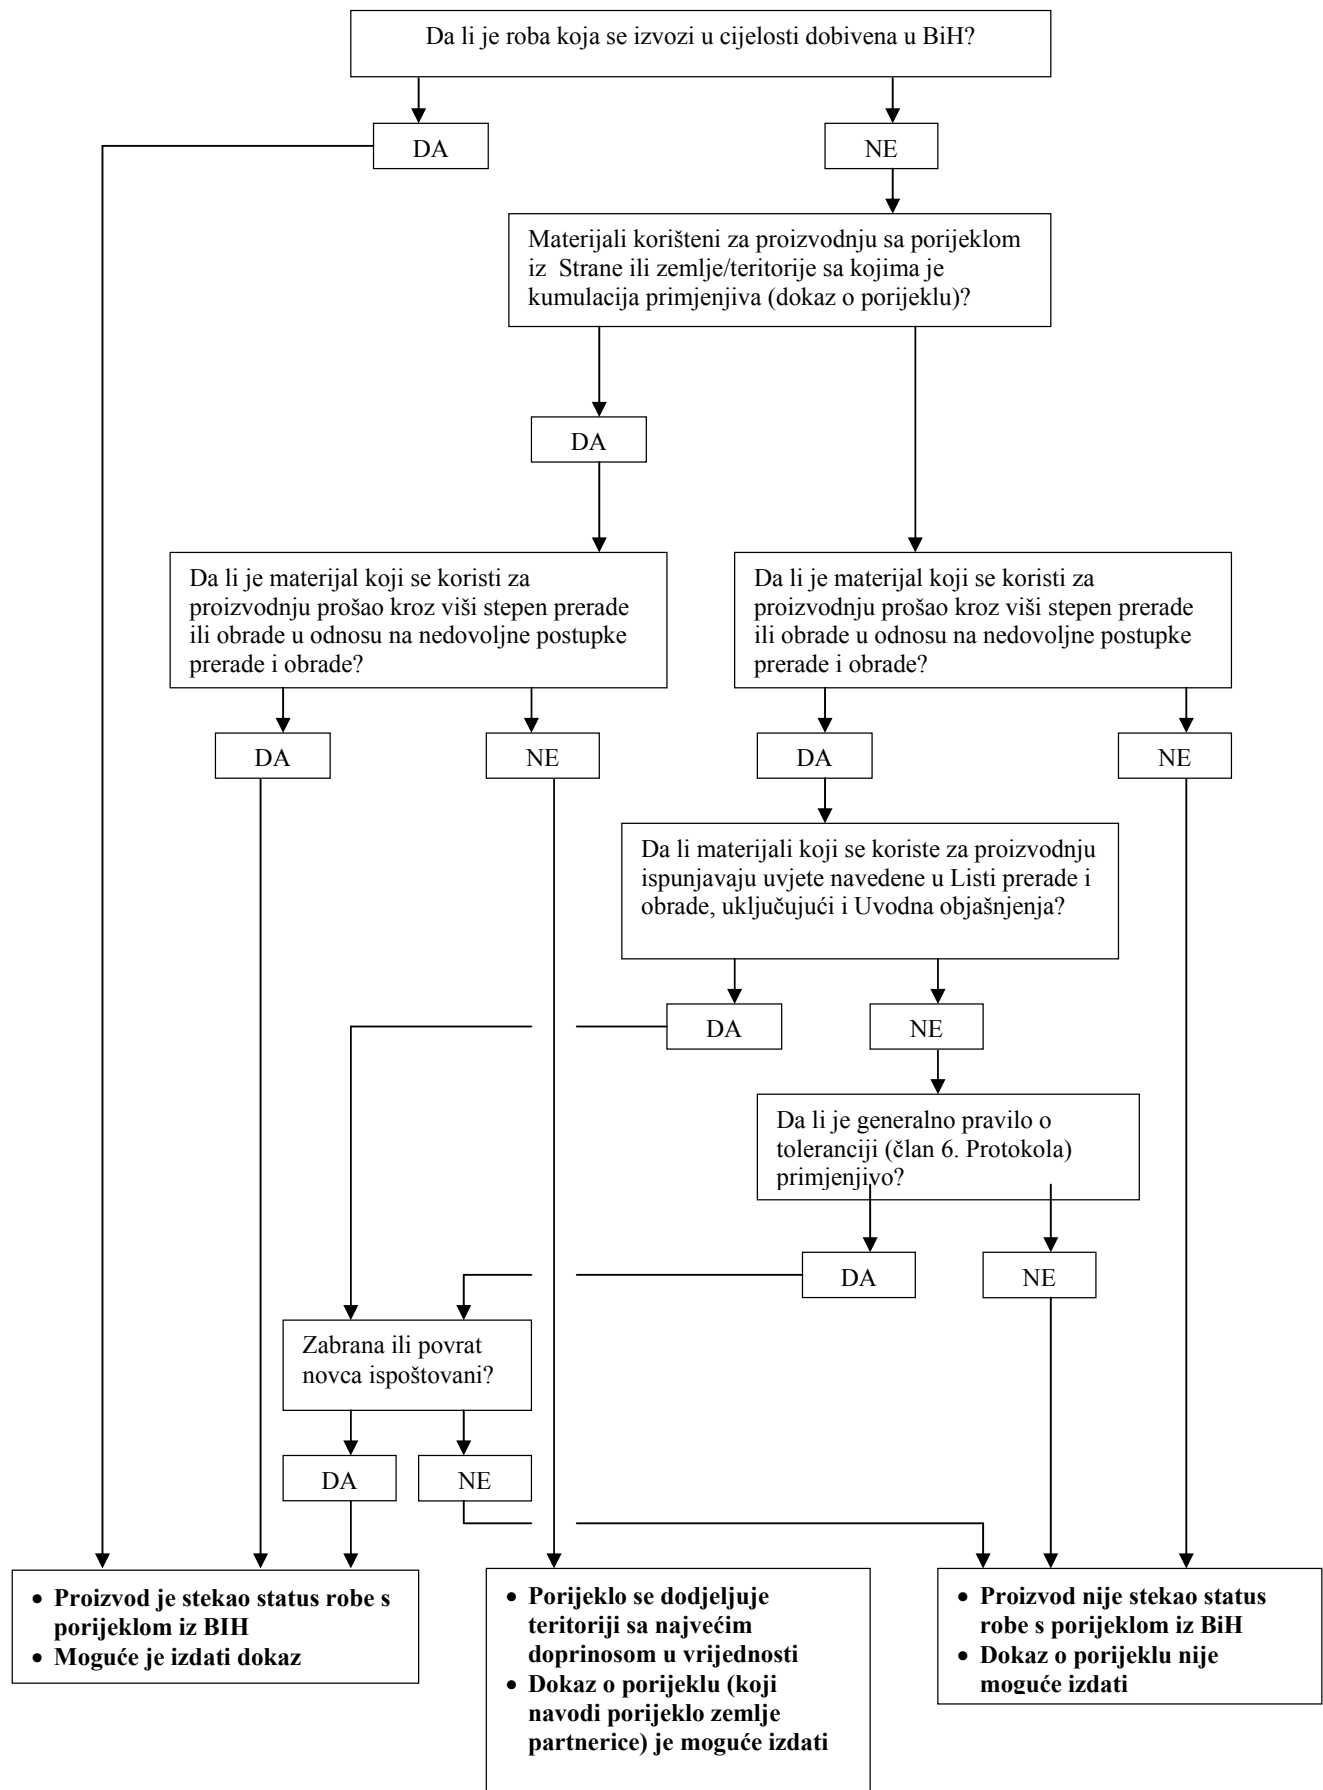 Da li je roba koja se izvozi u cijelosti dobivena u BiH?
DA
NE
Materijali korišteni za proizvodnju sa porijeklom
iz Strane ili zemlje/teritorije sa kojima je
kumulacija primjenjiva (dokaz o porijeklu)?
DA
Da li je materijal koji se koristi za
proizvodnju prošao kroz viši stepen prerade
ili obrade u odnosu na nedovoljne postupke
prerade i obrade?
Da li je materijal koji se koristi za
proizvodnju prošao kroz viši stepen prerade
ili obrade u odnosu na nedovoljne postupke
prerade i obrade?
DA
NE
DA
NE
Da li materijali koji se koriste za proizvodnju
ispunjavaju uvjete navedene u Listi prerade i
obrade, uključujući i Uvodna objašnjenja?
DA
NE
Da li je generalno pravilo o
toleranciji (član 6. Protokola)
primjenjivo?
DA
NE
Zabrana ili povrat
novca ispoštovani?
DA
NE
• Proizvod je stekao status robe s
porijeklom iz BIH
• Moguće je izdati dokaz
• Porijeklo se dodjeljuje
teritoriji sa najvećim
doprinosom u vrijednosti
• Dokaz o porijeklu (koji
navodi porijeklo zemlje
partnerice) je moguće izdati
• Proizvod nije stekao status
robe s porijeklom iz BiH
• Dokaz o porijeklu nije
moguće izdati